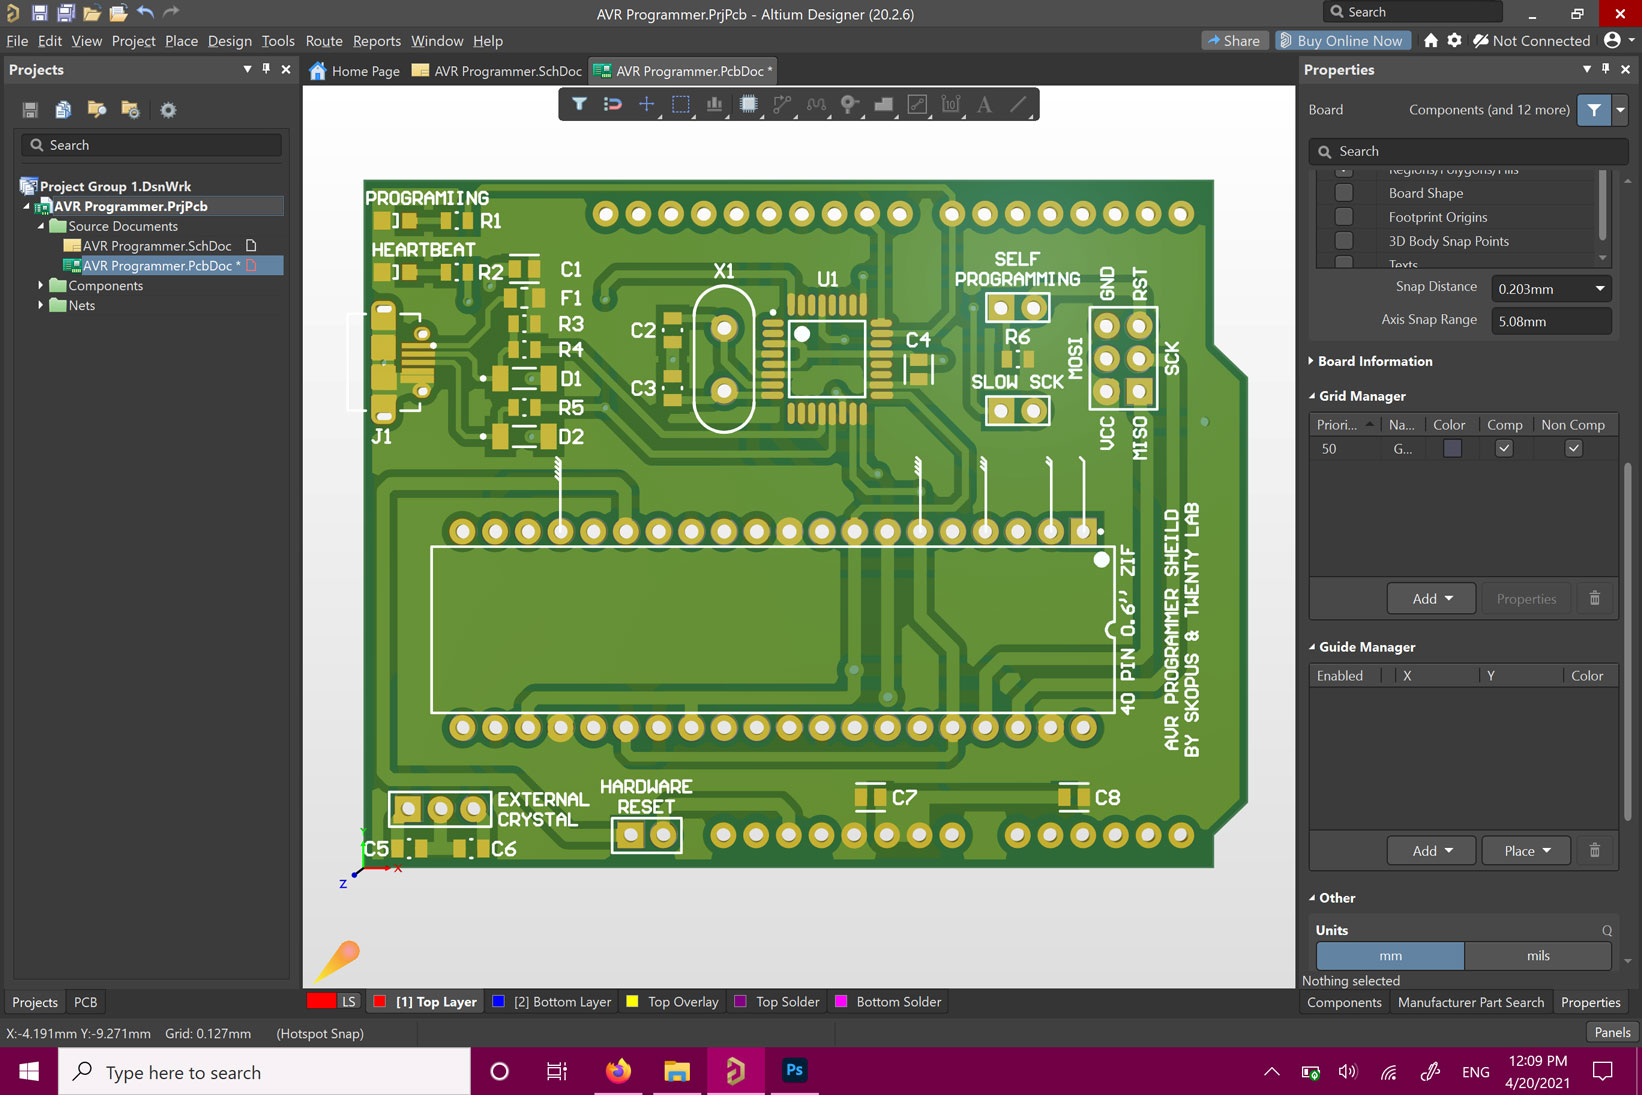 AVR Programmer.PrjPcb - Altium Designer (20.2.6)
Search
File Edit View Project Place Design Tools Route Reports Window Help
Share
Buy Online Now
Not Connected
Projects
Home Page
AVR Programmer.SchDoc
AVR Programmer.PcbDoc *
Properties
Board
Components (and 12 more)
Search
Search
Project Group 1.DsnWrk
AVR Programmer.PrjPcb
Source Documents
AVR Programmer.SchDoc
AVR Programmer.PcbDoc *
Components
Nets
10
A
PROGRAMIING
R1
HEARTBEAT
R2
C1
F1
R3
R4
D1
R5
D2
J1
X1
C2
C3
U1
C4
SELF
PROGRAMMING
R6
SLOW SCK
GND
RST
MOSI
SCK
VCC
MISO
40 PIN 0.6" ZIF
AVR PROGRAMMER SHEILD
BY SKOPUS & TWENTY LAB
EXTERNAL
CRYSTAL
C5
C6
HARDWARE
RESET
C7
C8
Y
X
Z
Regions/Polygons/Fills
Board Shape
Footprint Origins
3D Body Snap Points
Texts
Snap Distance
0.203mm
Axis Snap Range
5.08mm
Board Information
Grid Manager
Priori... Na... Color Comp Non Comp
50 G...
Add
Properties
Guide Manager
Enabled X Y Color
Add
Place
Other
Units
Q
mm
mils
Nothing selected
Projects
PCB
LS
[1] Top Layer
[2] Bottom Layer
Top Overlay
Top Solder
Bottom Solder
Components
Manufacturer Part Search
Properties
X:-4.191mm Y:-9.271mm Grid: 0.127mm (Hotspot Snap)
Panels
Type here to search
Ps
ENG
12:09 PM
4/20/2021